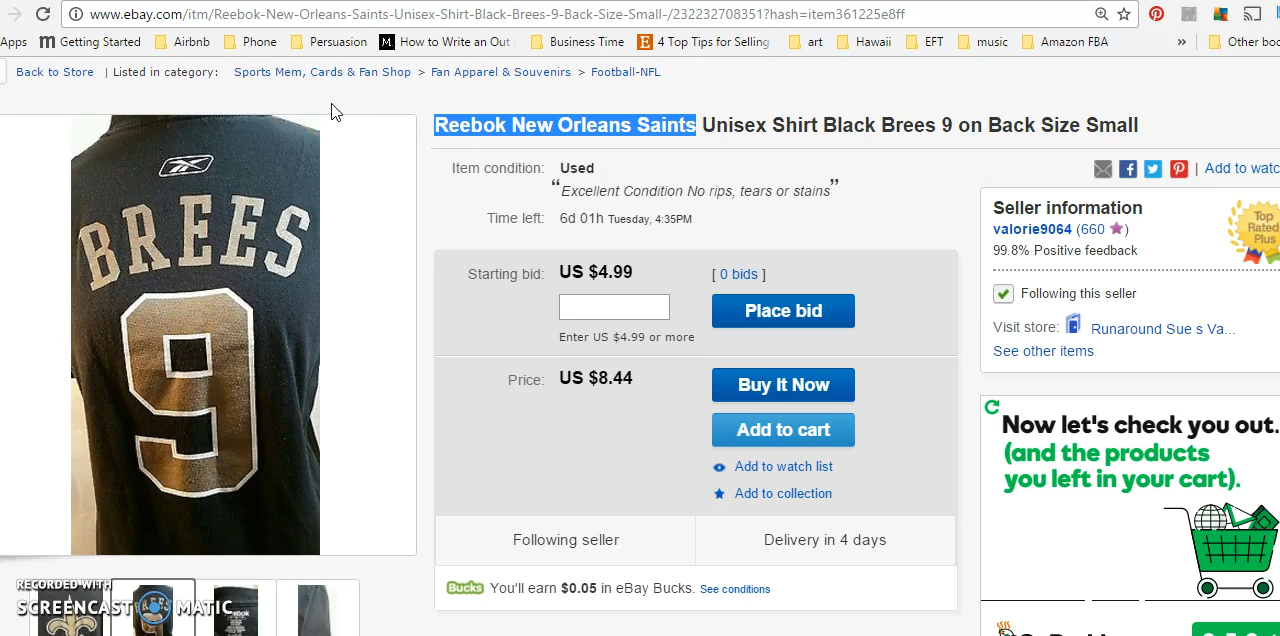 www.ebay.com/itm/Reebok-New-Orleans-Saints-Unisex-Shirt-Black-Brees-9-Back-Size-Small-/232232708351?hash=item361225e8ff
Apps Getting Started Airbnb Phone Persuasion M How to Write an Out Business Time E 4 Top Tips for Selling art Hawaii EFT music Amazon FBA » Other boo
Back to Store | Listed in category: Sports Mem, Cards & Fan Shop > Fan Apparel & Souvenirs > Football-NFL
Reebok New Orleans Saints Unisex Shirt Black Brees 9 on Back Size Small
Item condition: Used
“Excellent Condition No rips, tears or stains”
Time left: 6d 01h Tuesday, 4:35PM
| Add to watc
Starting bid: US $4.99 [ 0 bids ]
Place bid
Enter US $4.99 or more
Price: US $8.44
Buy It Now
Add to cart
Add to watch list
Add to collection
Following seller
Delivery in 4 days
Bucks You'll earn $0.05 in eBay Bucks. See conditions
Seller information
valorie9064 (660 )
99.8% Positive feedback
Top
Rated
Plus
Following this seller
Visit store: Runaround Sue s Va...
See other items
Now let's check you out.
(and the products
you left in your cart).
BREES
9
RECORDED WITH
SCREENCAST MATIC